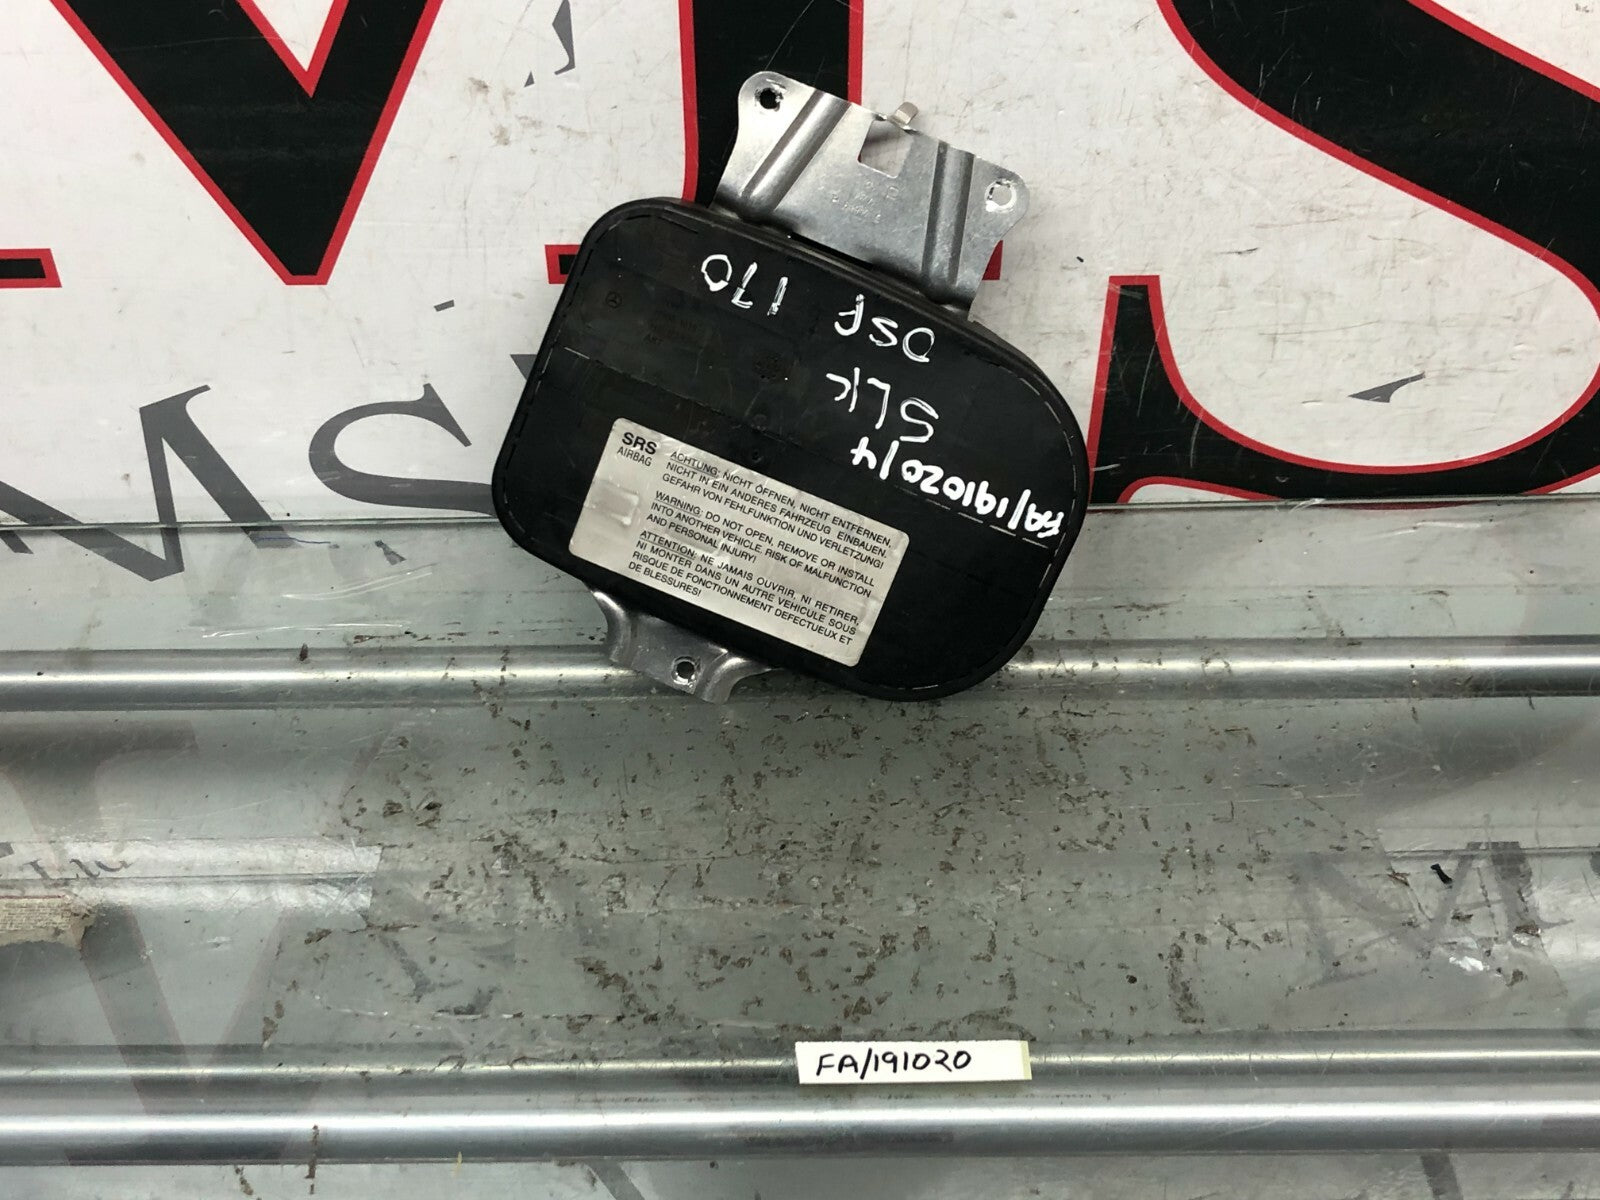 170
DSF
SLK
FA/191020/4
SRS
AIRBAG
ACHTUNG: NICHT ÖFFNEN, NICHT ENTFERNEN,
NICHT IN EIN ANDERES FAHRZEUG EINBAUEN.
GEFAHR VON FEHLFUNKTION UND VERLETZUNG!
WARNING: DO NOT OPEN, REMOVE OR INSTALL
INTO ANOTHER VEHICLE. RISK OF MALFUNCTION
AND PERSONAL INJURY!
ATTENTION: NE JAMAIS OUVRIR, NI RETIRER,
NI MONTER DANS UN AUTRE VEHICULE SOUS
RISQUE DE FONCTIONNEMENT DEFECTUEUX ET
DE BLESSURES!
FA/191020